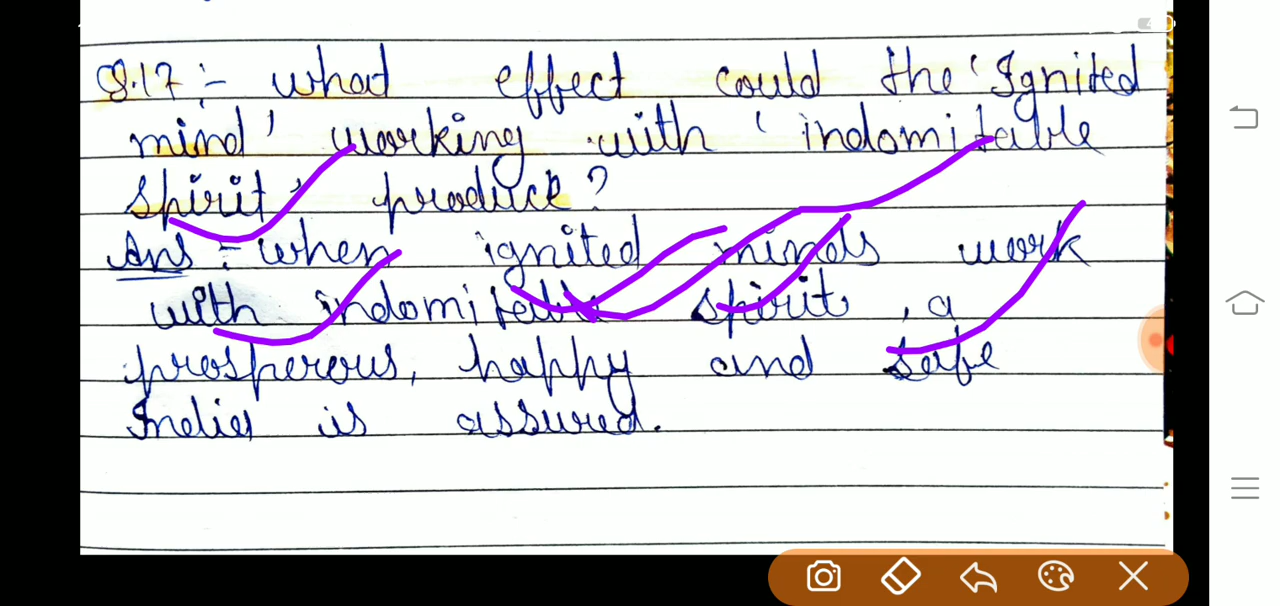 Q.17 :- what effect could the 'Ignited
mind' working with 'indomitable
spirit' produce?
Ans :- when ignited minds work
with indomitable spirit, a
prosperous, happy and safe
India is assured.